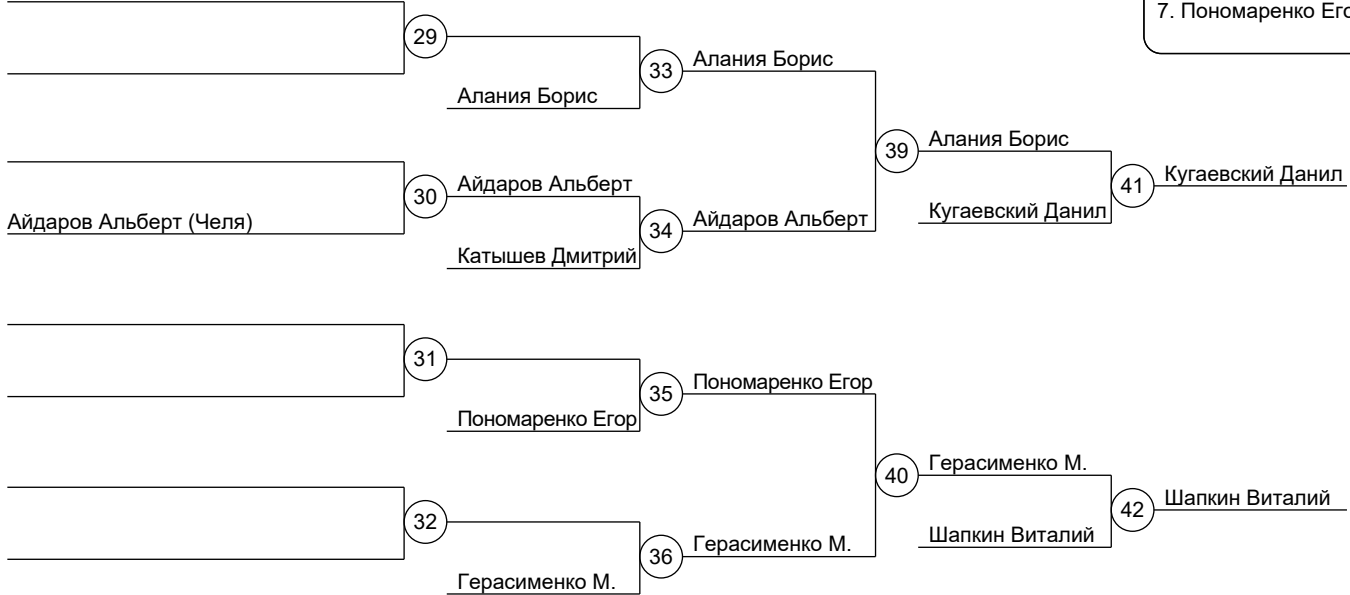 7. Пономаренко Его
29
33
Алания Борис
Алания Борис
39
Алания Борис
41
Кугаевский Данил
30
Айдаров Альберт
Айдаров Альберт (Челя)
34
Айдаров Альберт
Кугаевский Данил
Катышев Дмитрий
31
35
Пономаренко Егор
Пономаренко Егор
40
Герасименко М.
42
Шапкин Виталий
32
36
Герасименко М.
Шапкин Виталий
Герасименко М.